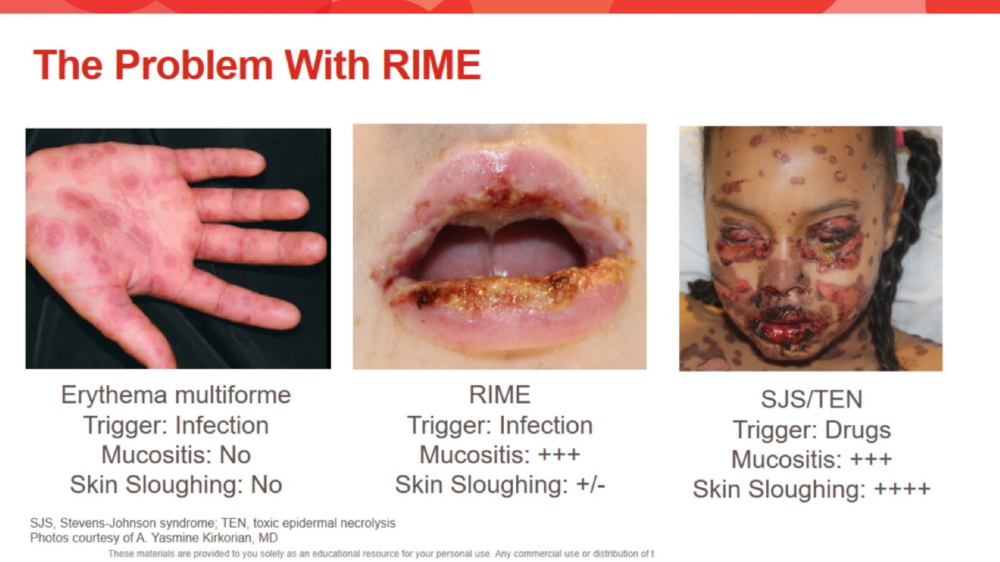 The Problem With RIME
Erythema multiforme
Trigger: Infection
Mucositis: No
Skin Sloughing: No
RIME
Trigger: Infection
Mucositis: +++
Skin Sloughing: +/-
SJS/TEN
Trigger: Drugs
Mucositis: +++
Skin Sloughing: ++++
SJS, Stevens-Johnson syndrome; TEN, toxic epidermal necrolysis
Photos courtesy of A. Yasmine Kirkorian, MD
These materials are provided to you solely as an educational resource for your personal use. Any commercial use or distribution of t